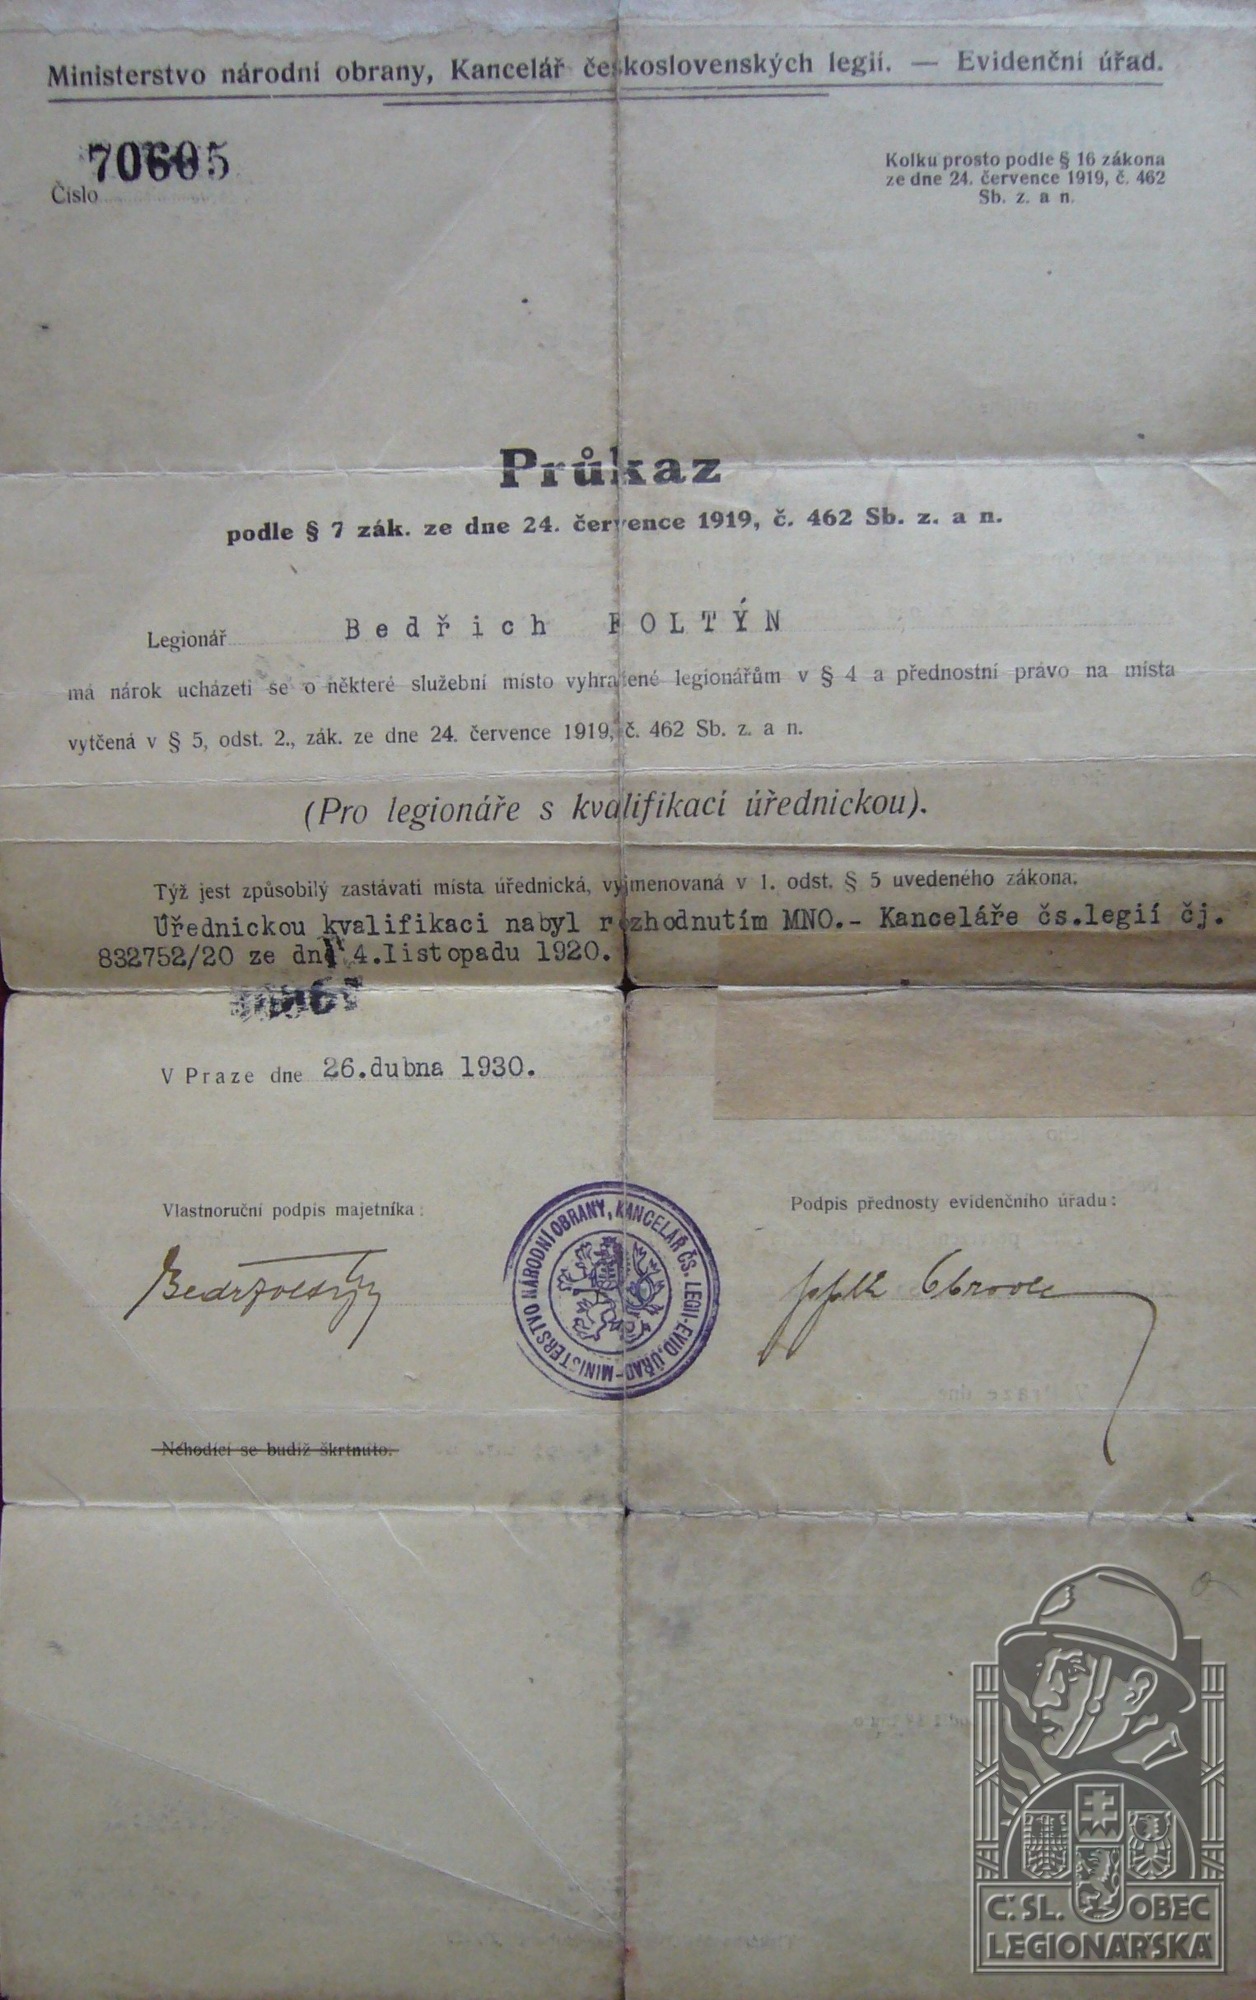 Ministerstvo národní obrany, Kancelář československých legií. — Evidenční úřad.
70605
Číslo
Kolku prosto podle § 16 zákona
ze dne 24. července 1919, č. 462
Sb. z. a n.
Průkaz
podle § 7 zák. ze dne 24. července 1919, č. 462 Sb. z. a n.
Legionář Bedřich FOLTÝN
má nárok ucházeti se o některé služební místo vyhražené legionářům v § 4 a přednostní právo na místa
vytčená v § 5, odst. 2., zák. ze dne 24. července 1919, č. 462 Sb. z. a n.
(Pro legionáře s kvalifikací úřednickou).
Týž jest způsobilý zastávati místa úřednická, vyjmenovaná v 1. odst. § 5 uvedeného zákona.
Úřednickou kvalifikaci nabyl rozhodnutím MNO.- Kanceláře čs.legií čj.
832752/20 ze dne 4.listopadu 1920.
V Praze dne 26.dubna 1930.
Vlastnoruční podpis majetníka:
Podpis přednosty evidenčního úřadu:
MINISTERSTVO NÁRODNÍ OBRANY, KANCELÁŘ ČS. LEGII-EVID. ÚŘAD-
Nehodící se budiž škrtnuto.
Č.SL. OBEC
LEGIONÁŘSKÁ